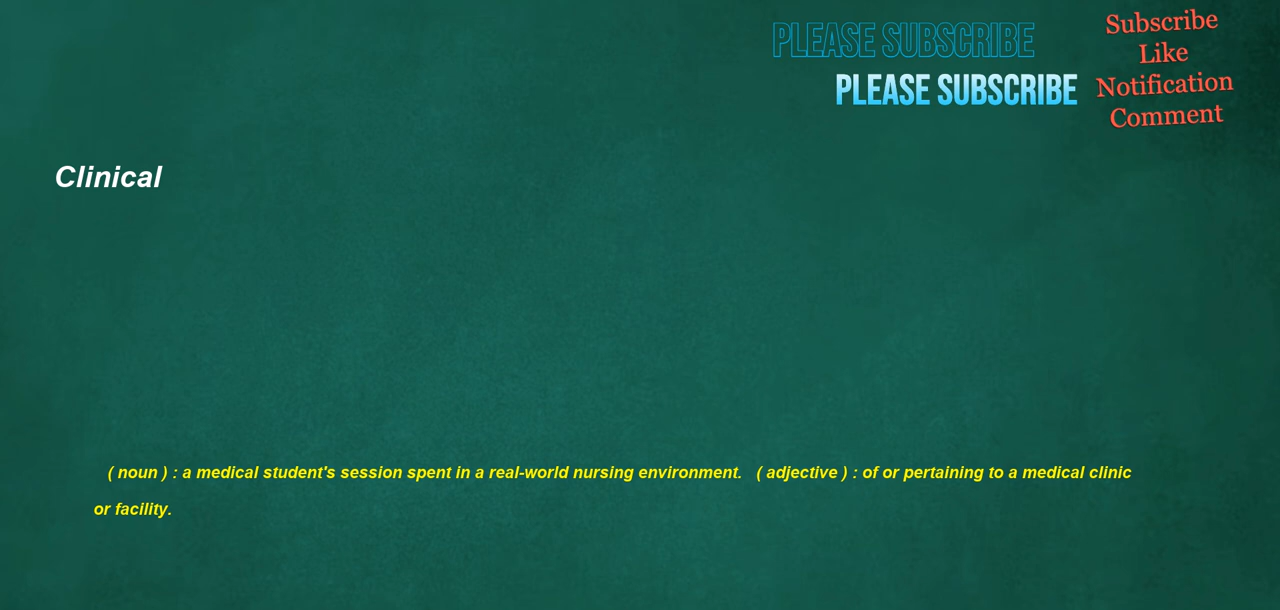 PLEASE SUBSCRIBE
PLEASE SUBSCRIBE
Subscribe
Like
Notification
Comment
Clinical
( noun ) : a medical student's session spent in a real-world nursing environment.   ( adjective ) : of or pertaining to a medical clinic
or facility.